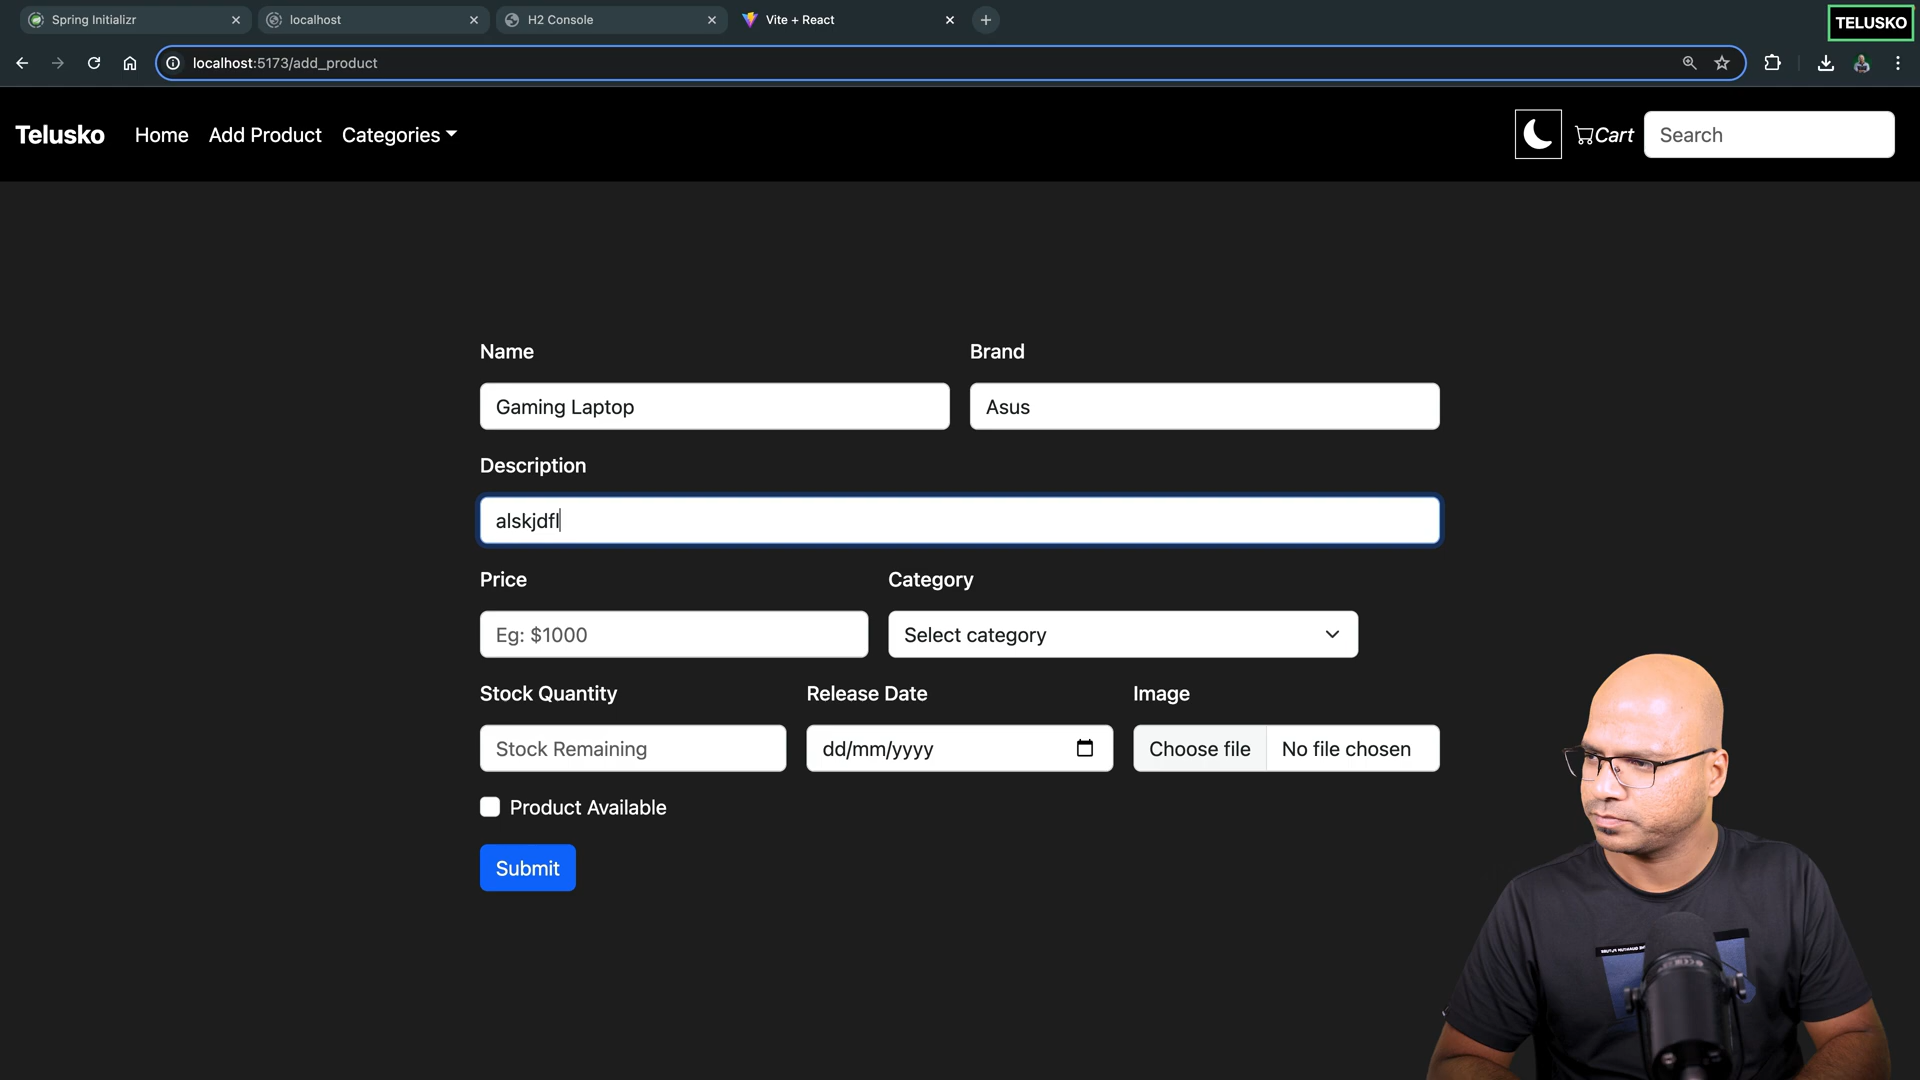 Spring Initializr
localhost
H2 Console
Vite + React
TELUSKO
localhost:5173/add_product
Telusko
Home
Add Product
Categories
Cart
Search
Name
Brand
Gaming Laptop
Asus
Description
alskjdfl
Price
Category
Eg: $1000
Select category
Stock Quantity
Release Date
Image
Stock Remaining
dd/mm/yyyy
Choose file
No file chosen
Product Available
Submit